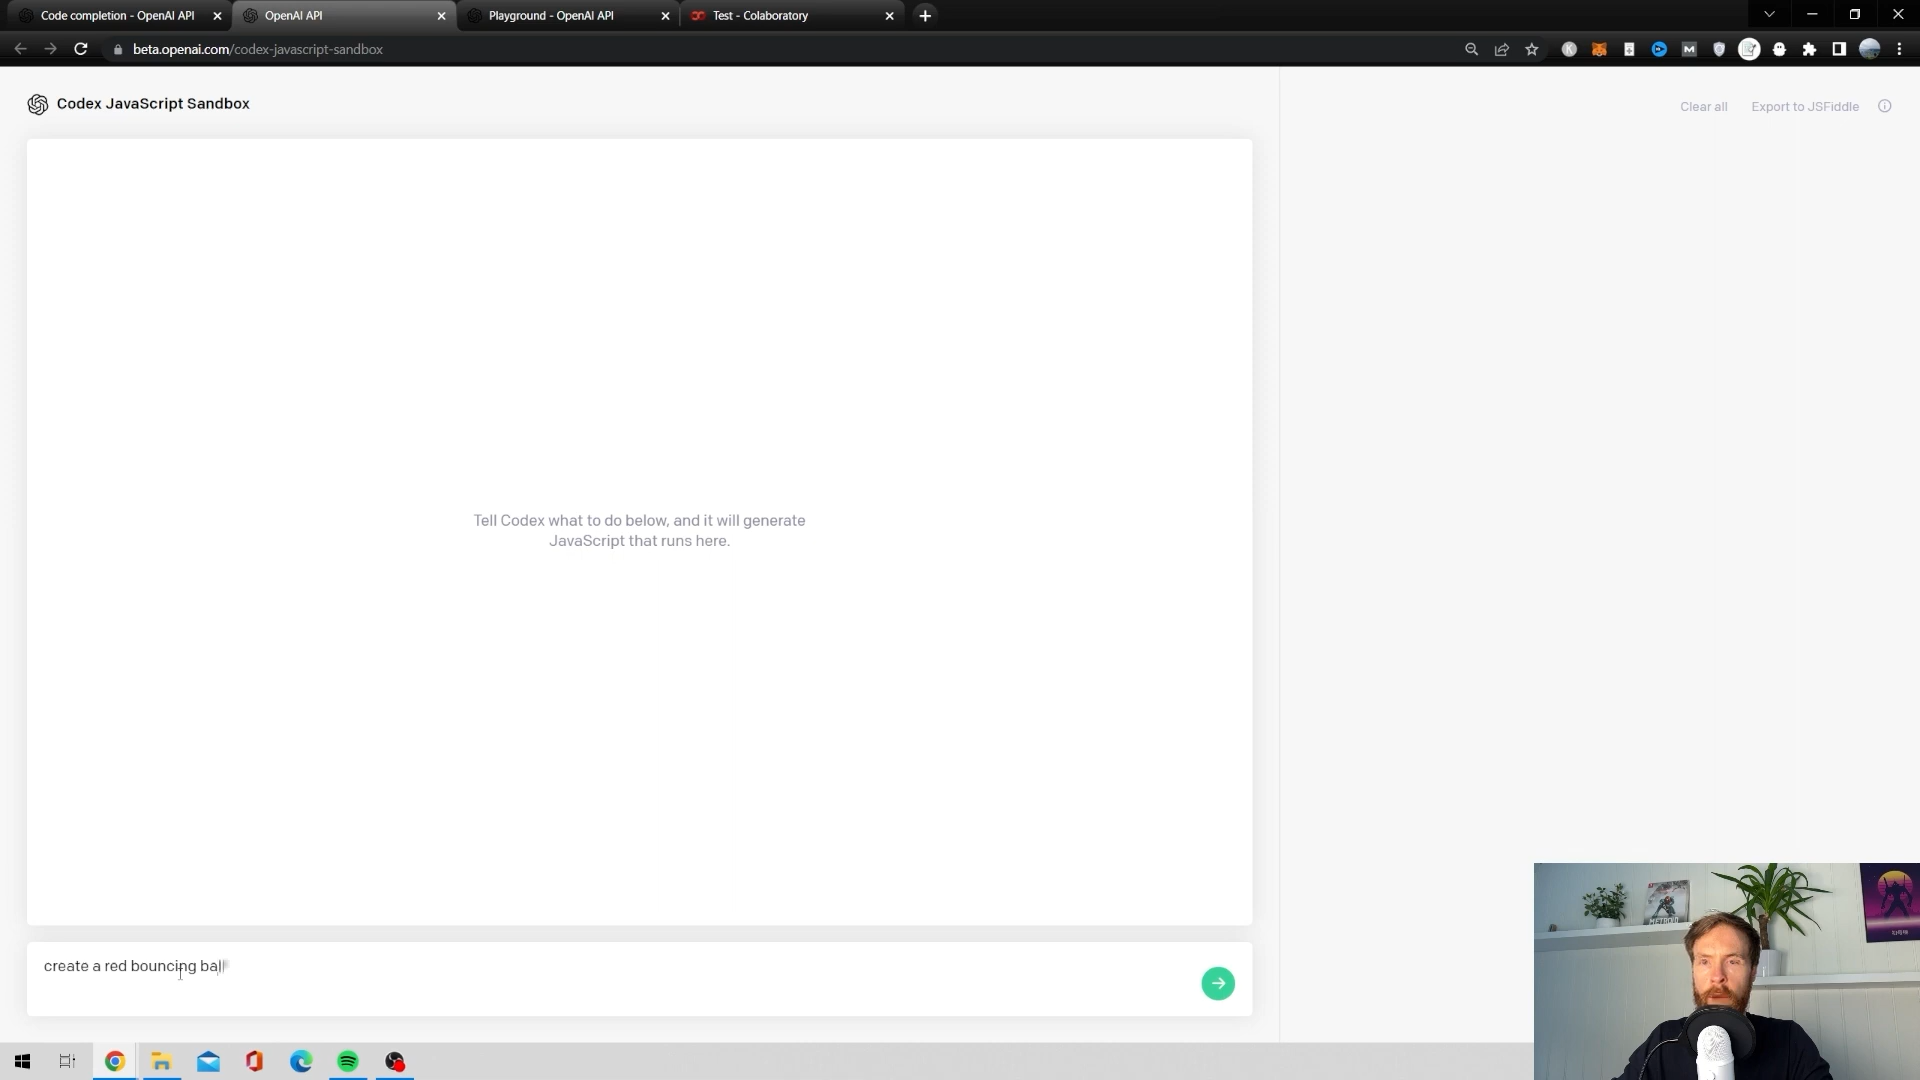 Code completion - OpenAI API
OpenAI API
Playground - OpenAI API
Test - Colaboratory
beta.openai.com/codex-javascript-sandbox
Codex JavaScript Sandbox
Clear all
Export to JSFiddle
Tell Codex what to do below, and it will generate
JavaScript that runs here.
create a red bouncing ball
METROID